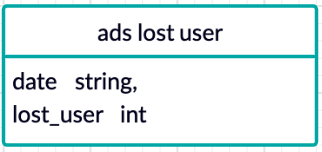 ads lost user
date string,
lost_user int